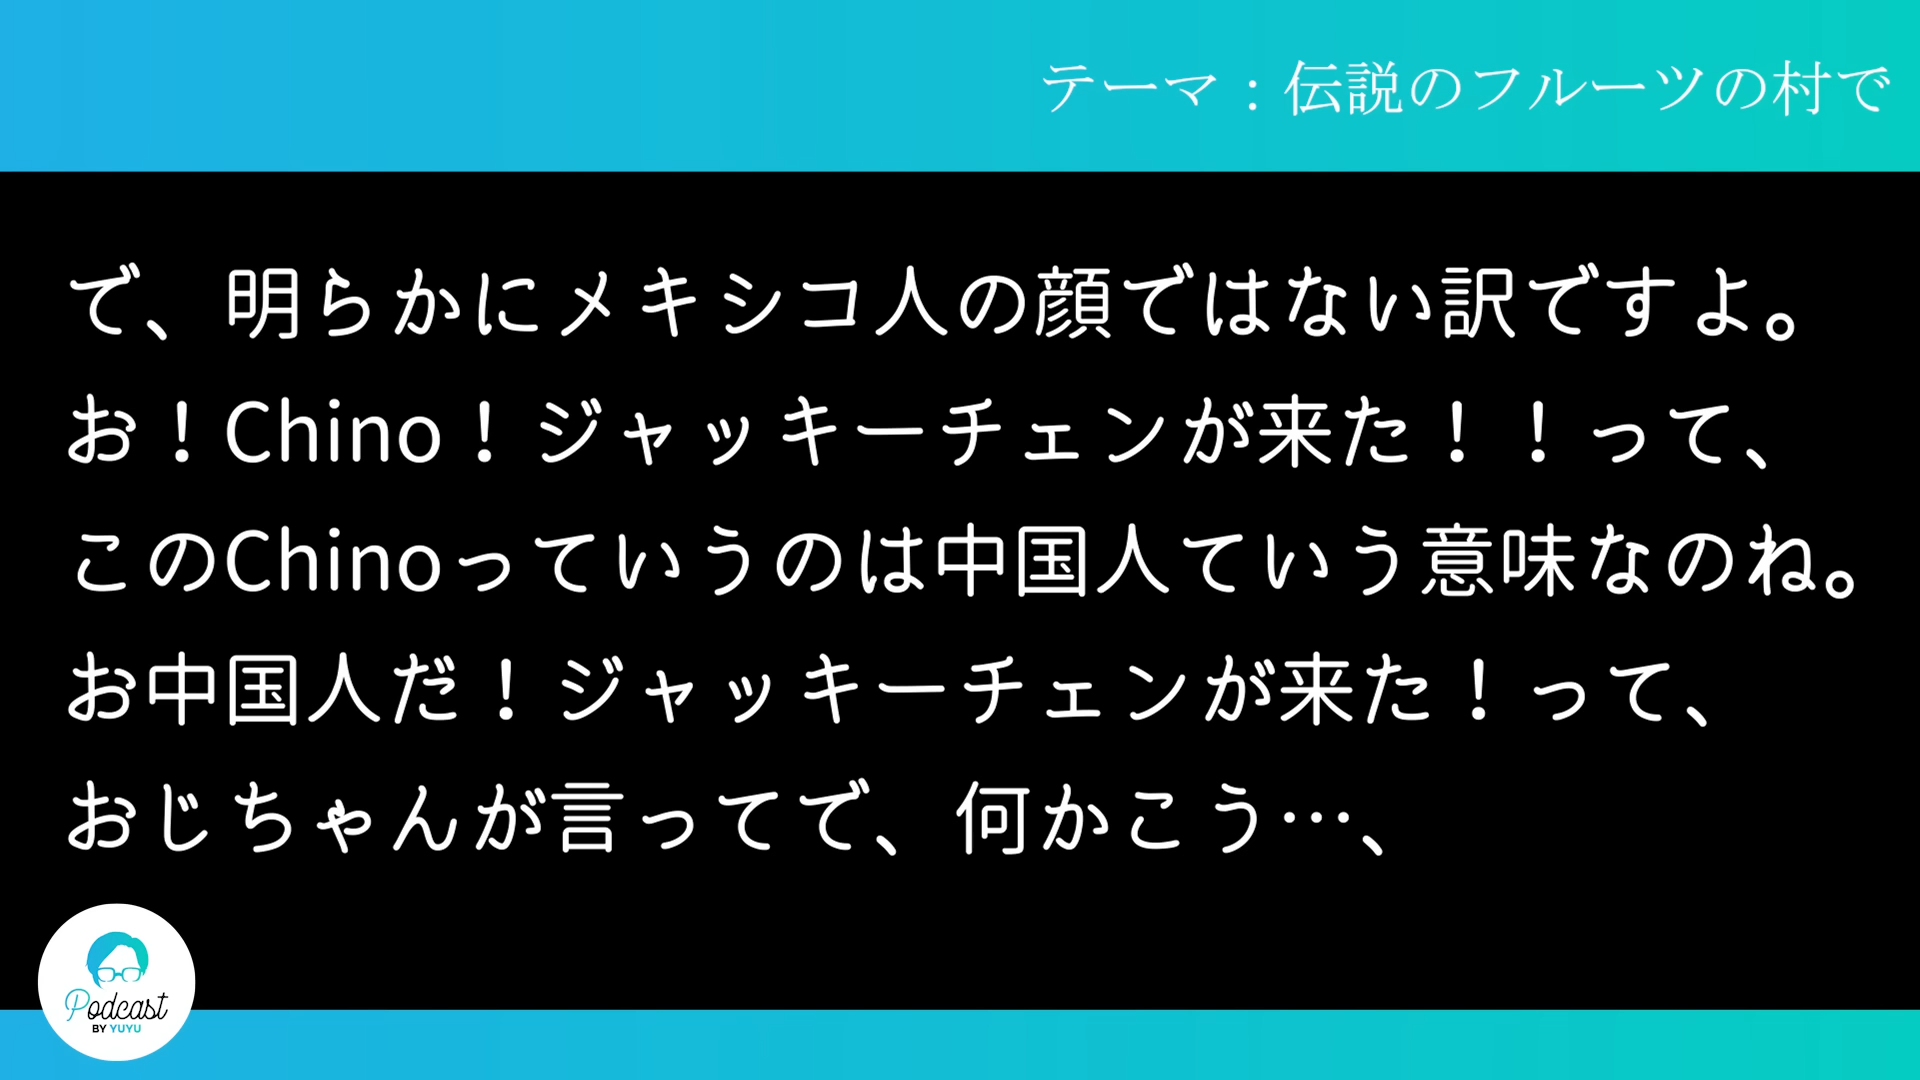 テーマ：伝説のフルーツの村で
で、明らかにメキシコ人の顔ではない訳ですよ。
お！Chino！ジャッキーチェンが来た！！って、
このChinoっていうのは中国人ていう意味なのね。
お中国人だ！ジャッキーチェンが来た！って、
おじちゃんが言ってて、何かこう…、
Podcast
BY YUYU